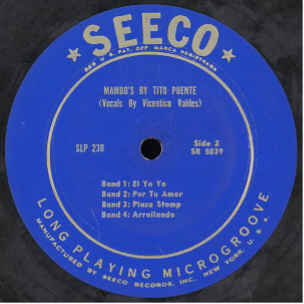 SEECO
REG. U.S. PAT. OFF. MARCA REGISTRADA
MAMBO'S BY TITO PUENTE
(Vocals By Vicentico Valdes)
SLP 230
Side 2
SR 5039
Band 1: El Yo Yo
Band 2: Por Tu Amor
Band 3: Plaza Stomp
Band 4: Arrollando
LONG PLAYING MICROGROOVE
MANUFACTURED BY SEECO RECORDS, INC. NEW YORK, U.S.A.